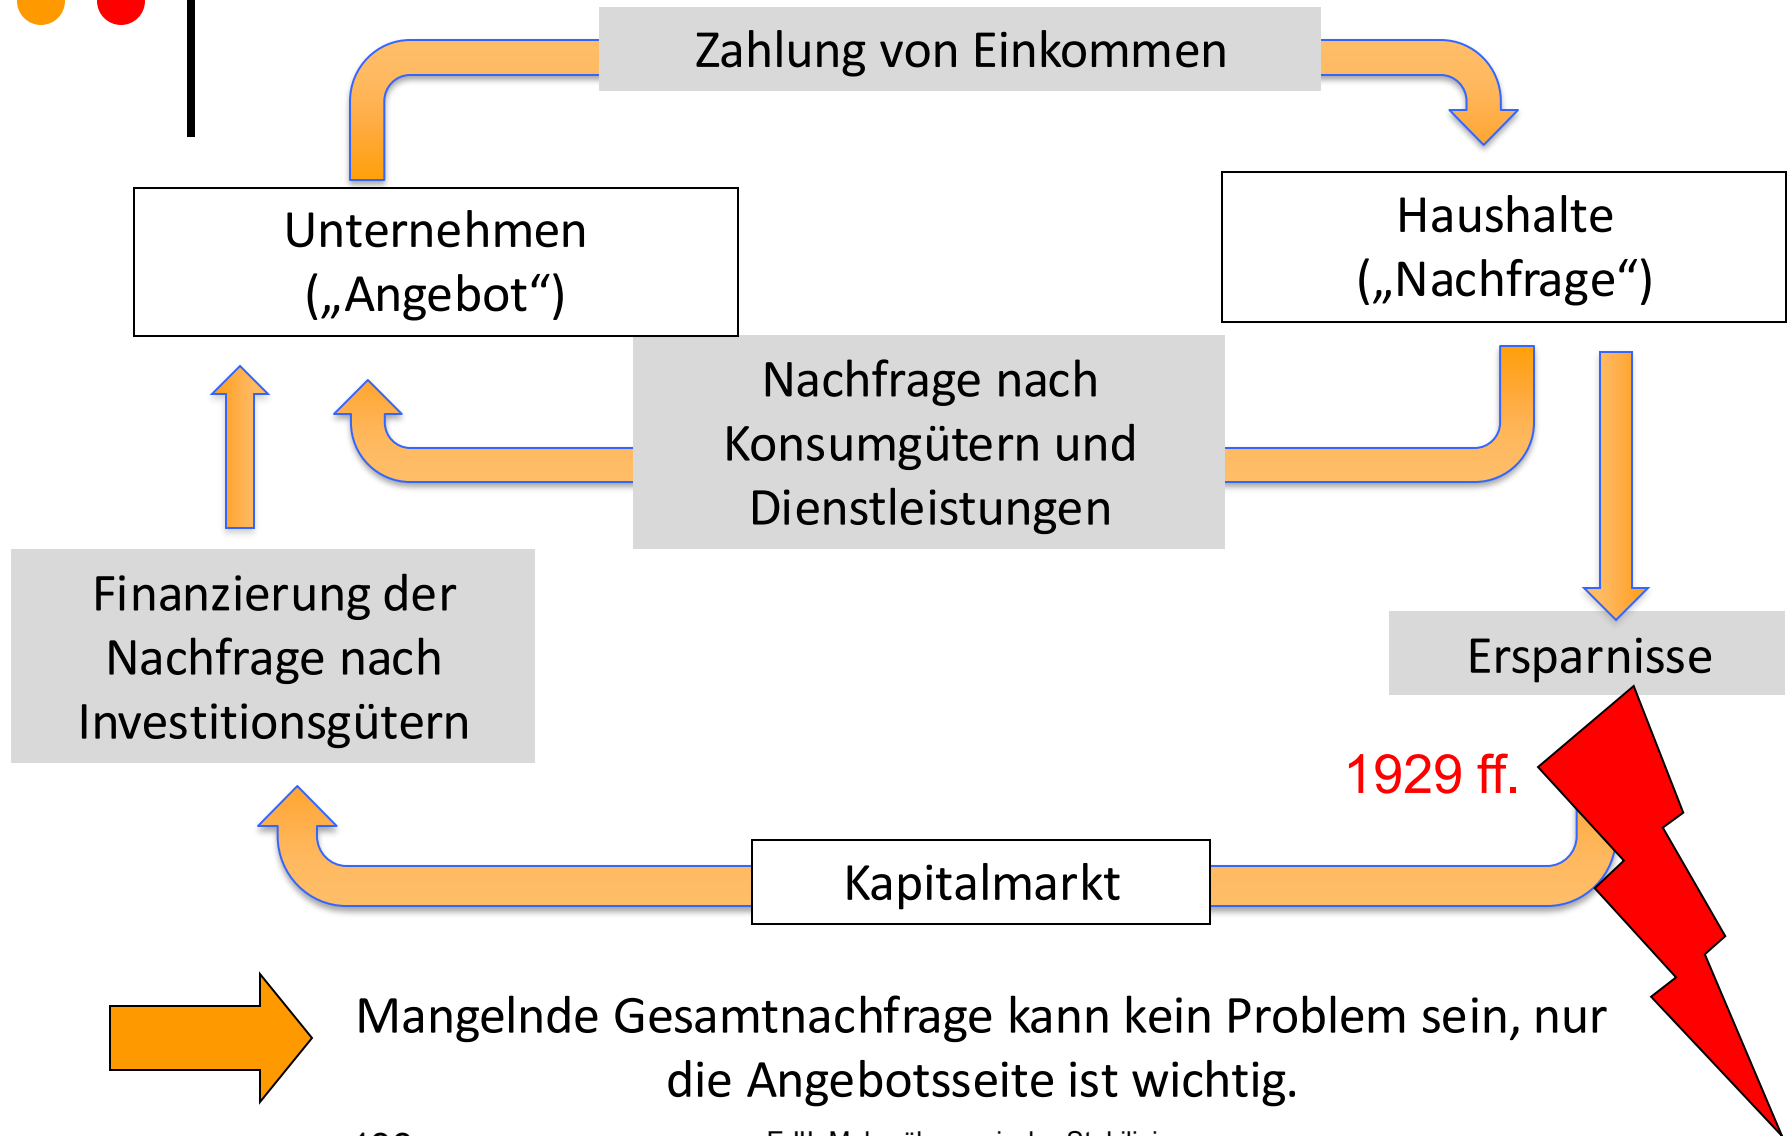 Zahlung von Einkommen
Unternehmen
(„Angebot“)
Haushalte
(„Nachfrage“)
Nachfrage nach
Konsumgütern und
Dienstleistungen
Finanzierung der
Nachfrage nach
Investitionsgütern
Ersparnisse
1929 ff.
Kapitalmarkt
Mangelnde Gesamtnachfrage kann kein Problem sein, nur
die Angebotsseite ist wichtig.